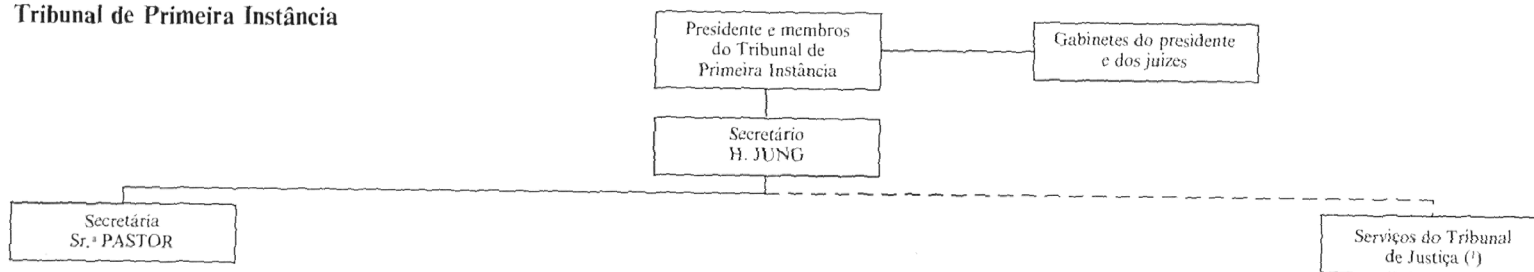 Tribunal de Primeira Instância
Presidente e membros
do Tribunal de
Primeira Instância
Gabinetes do presidente
e dos juízes
Secretário
H. JUNG
Secretária
Sr.ª PASTOR
Serviços do Tribunal
de Justiça (¹)